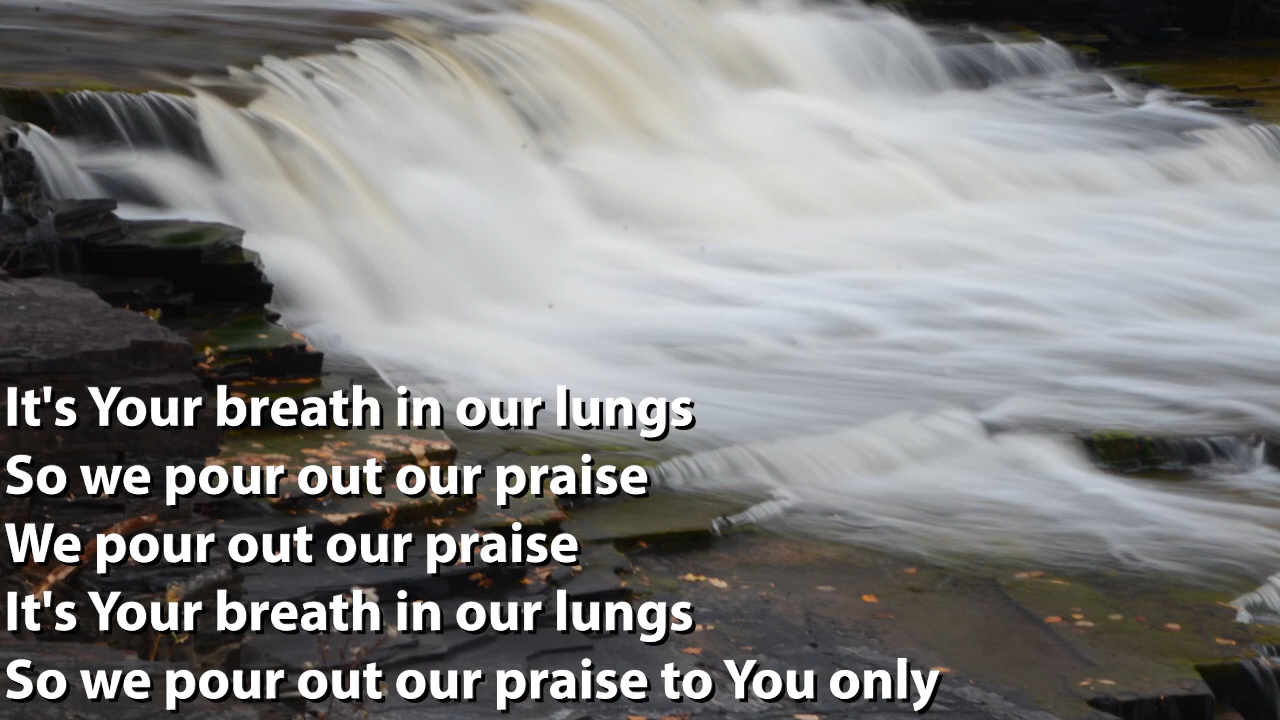 It's Your breath in our lungs
So we pour out our praise
We pour out our praise
It's Your breath in our lungs
So we pour out our praise to You only